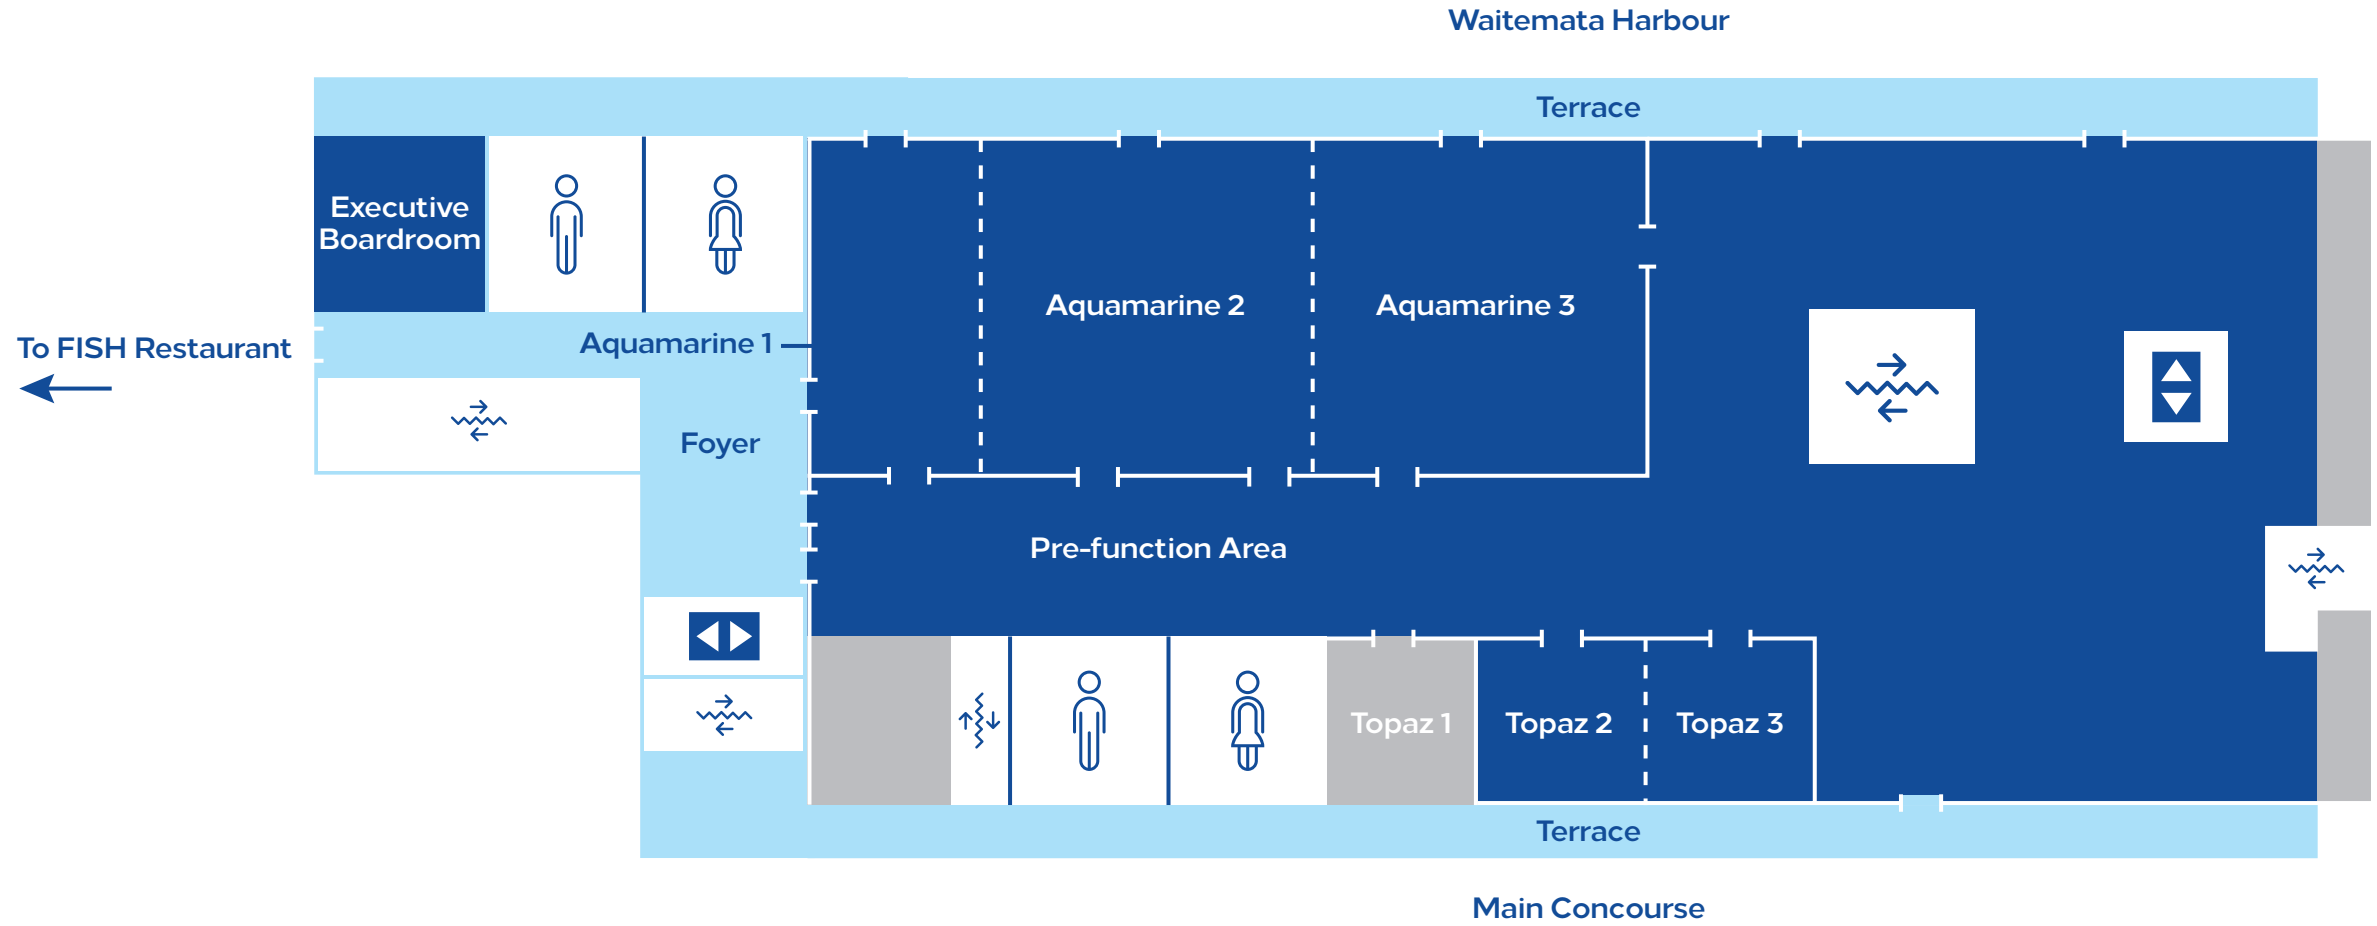 Waitemata Harbour
Terrace
Executive
Boardroom
Aquamarine 2
Aquamarine 3
To FISH Restaurant
Aquamarine 1
Foyer
Pre-function Area
Topaz 1
Topaz 2
Topaz 3
Terrace
Main Concourse